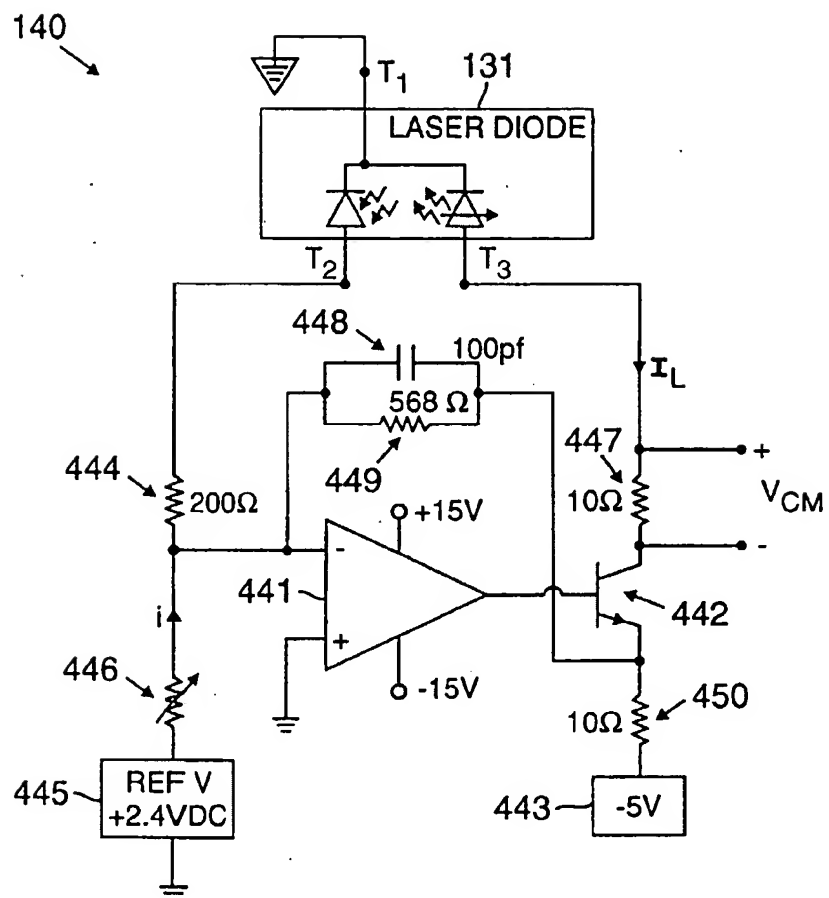 140
T1
131
LASER DIODE
T2
T3
448
100pf
IL
568 Ω
449
447
+
10Ω
VCM
-
444
200Ω
+15V
-
441
+
-15V
442
i
446
10Ω
450
445
REF V
+2.4VDC
443
-5V